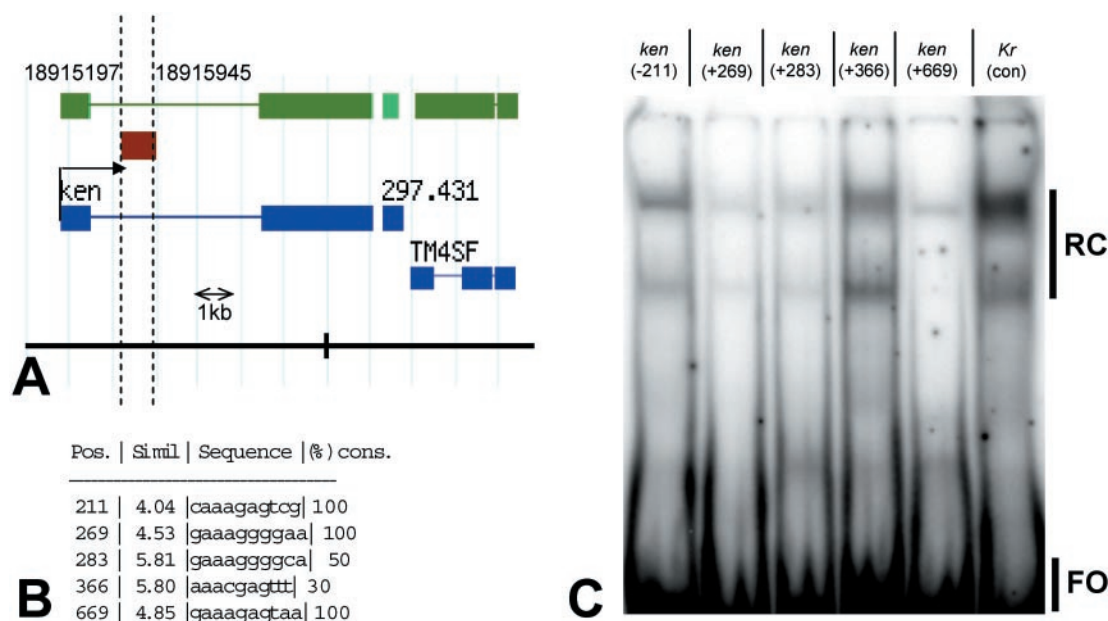 18915197 18915945
ken 297.431
TM4SF
1kb
A
Pos. | Simil | Sequence |(%) cons.
211 | 4.04 |caaagagtcg| 100
269 | 4.53 |gaaaggggaa| 100
283 | 5.81 |gaaaggggca| 50
366 | 5.80 |aaacgagttt| 30
669 | 4.85 |gaaagagtaa| 100
B
ken | ken | ken | ken | ken | Kr
(-211) | (+269) | (+283) | (+366) | (+669) | (con)
RC
FO
C